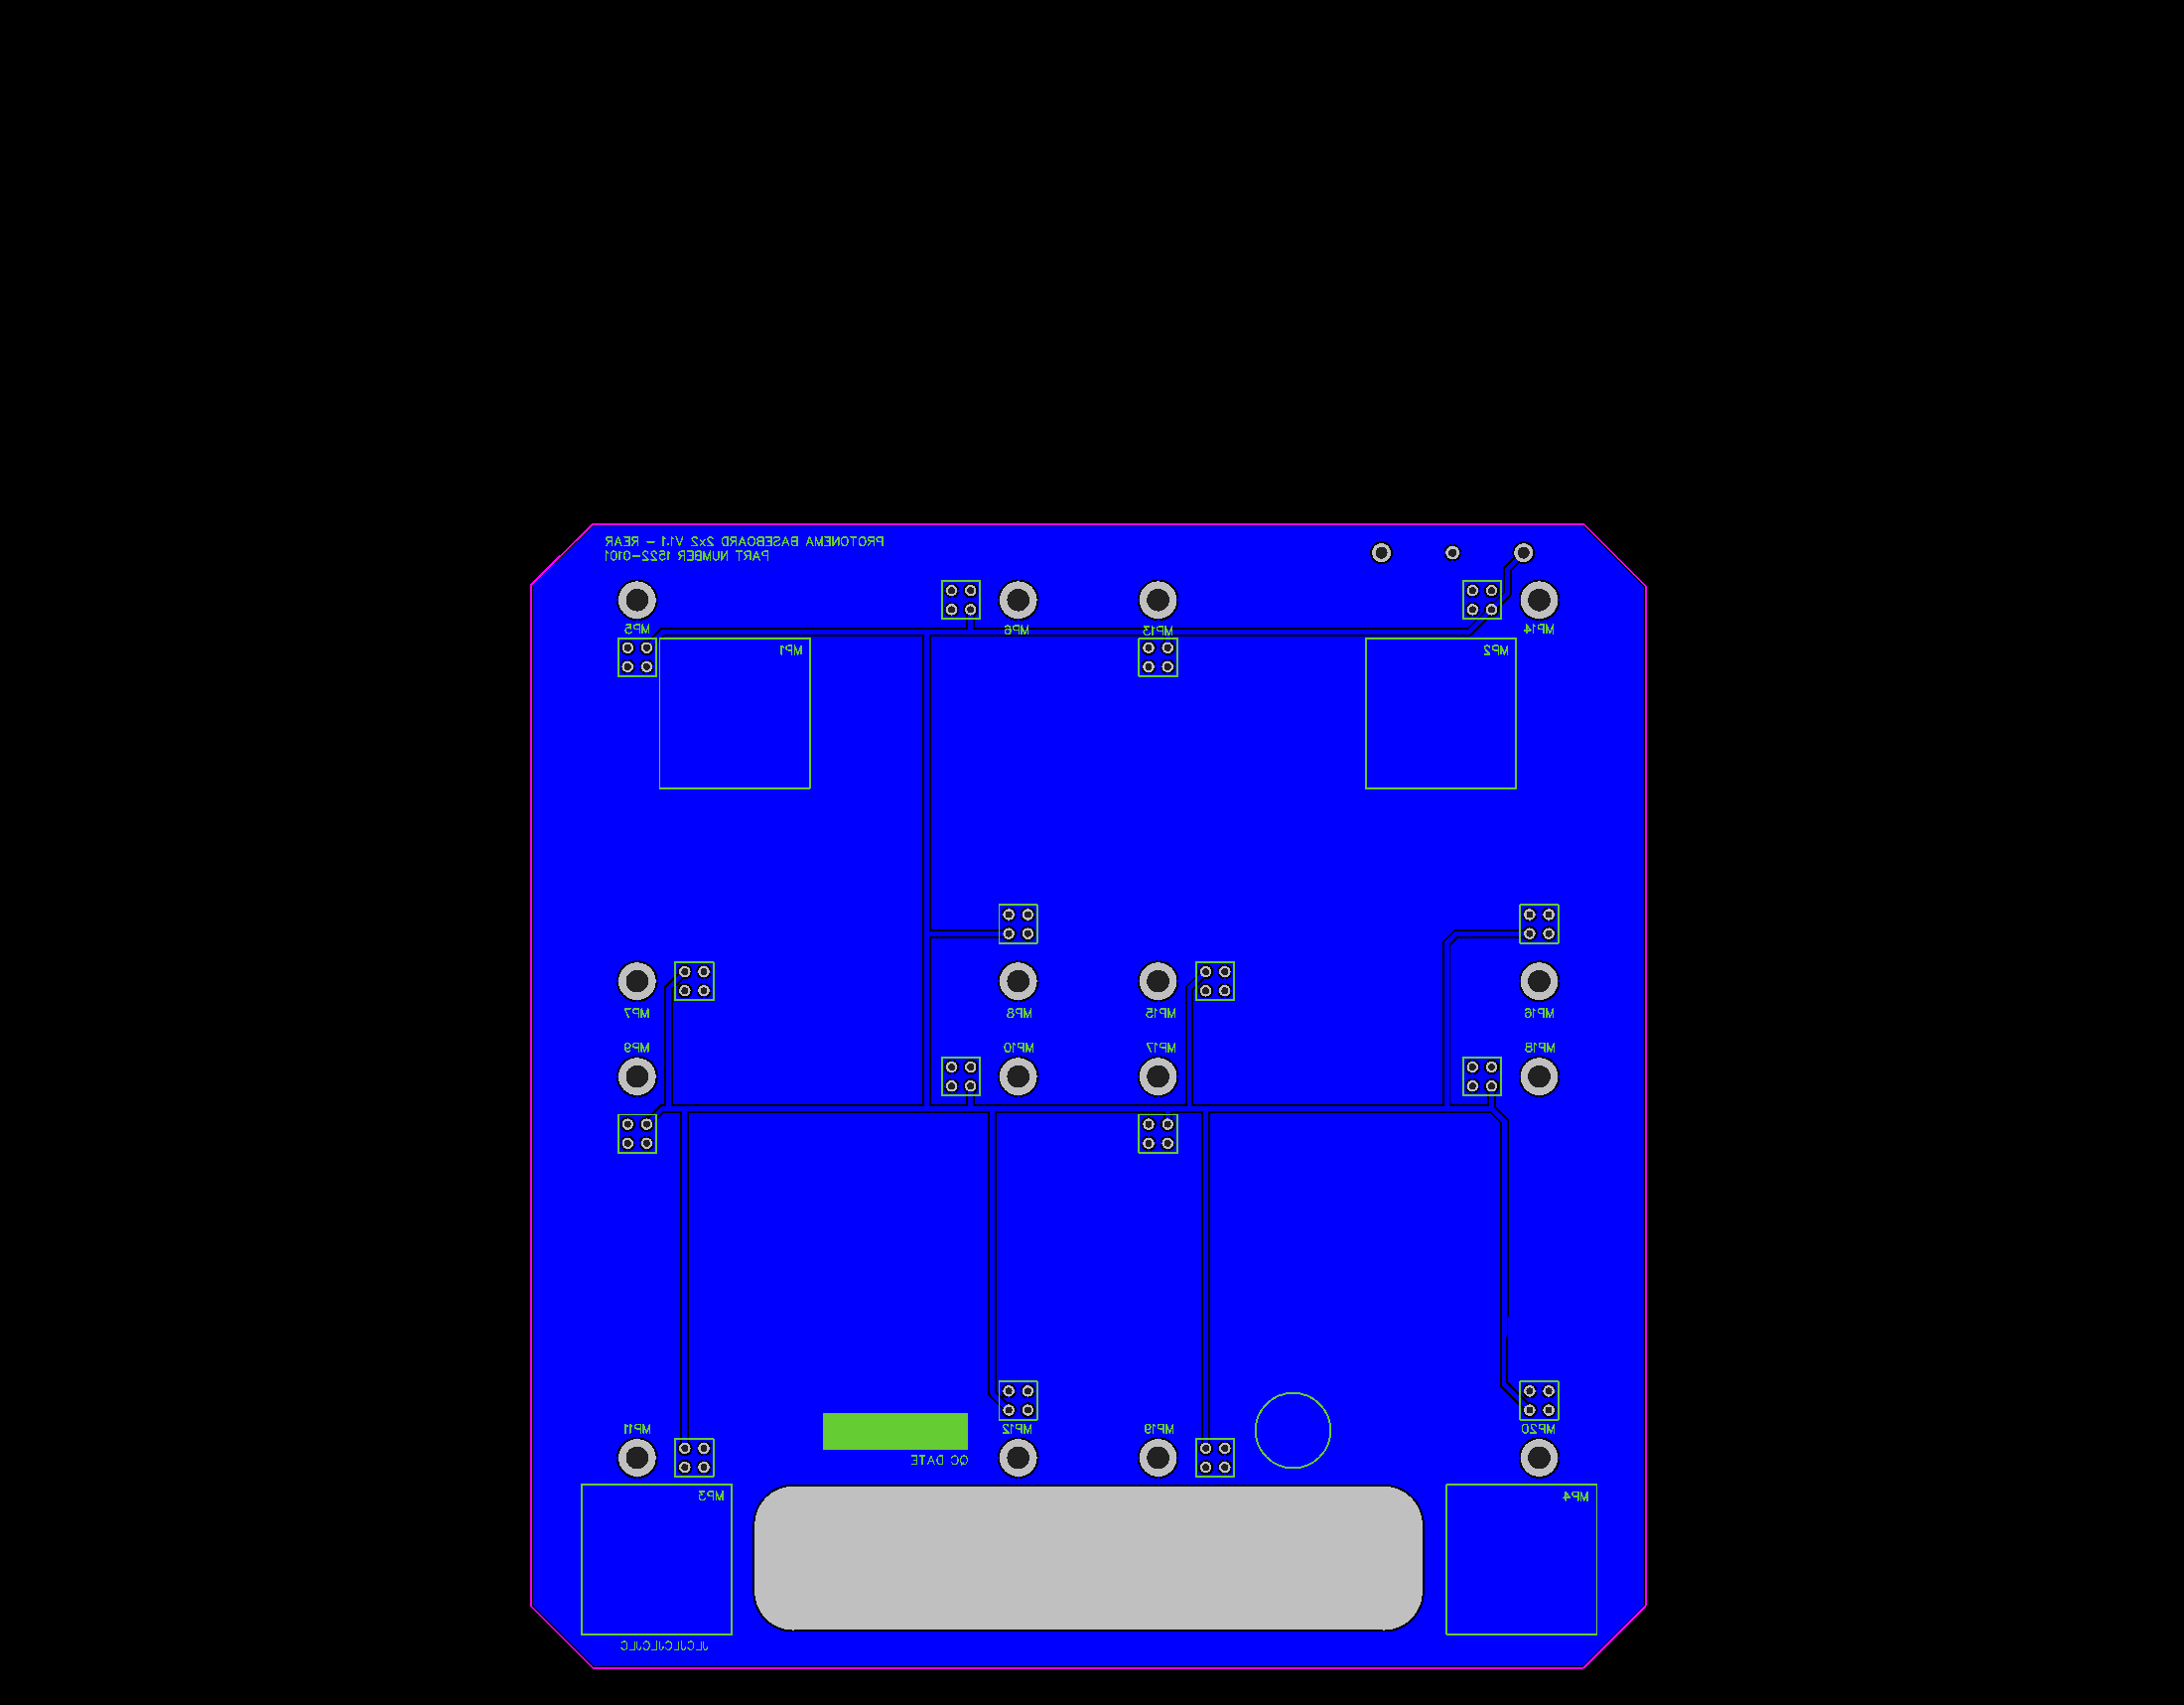 PROTONEMA BASEBOARD 2x2 V1.1 - REAR
PART NUMBER 1522-0101
MP5
MP6
MP13
MP14
MP1
MP2
MP7
MP8
MP15
MP16
MP9
MP10
MP17
MP18
MP11
MP12
MP19
MP20
QC DATE
MP3
MP4
JLCJLCJLCJLC